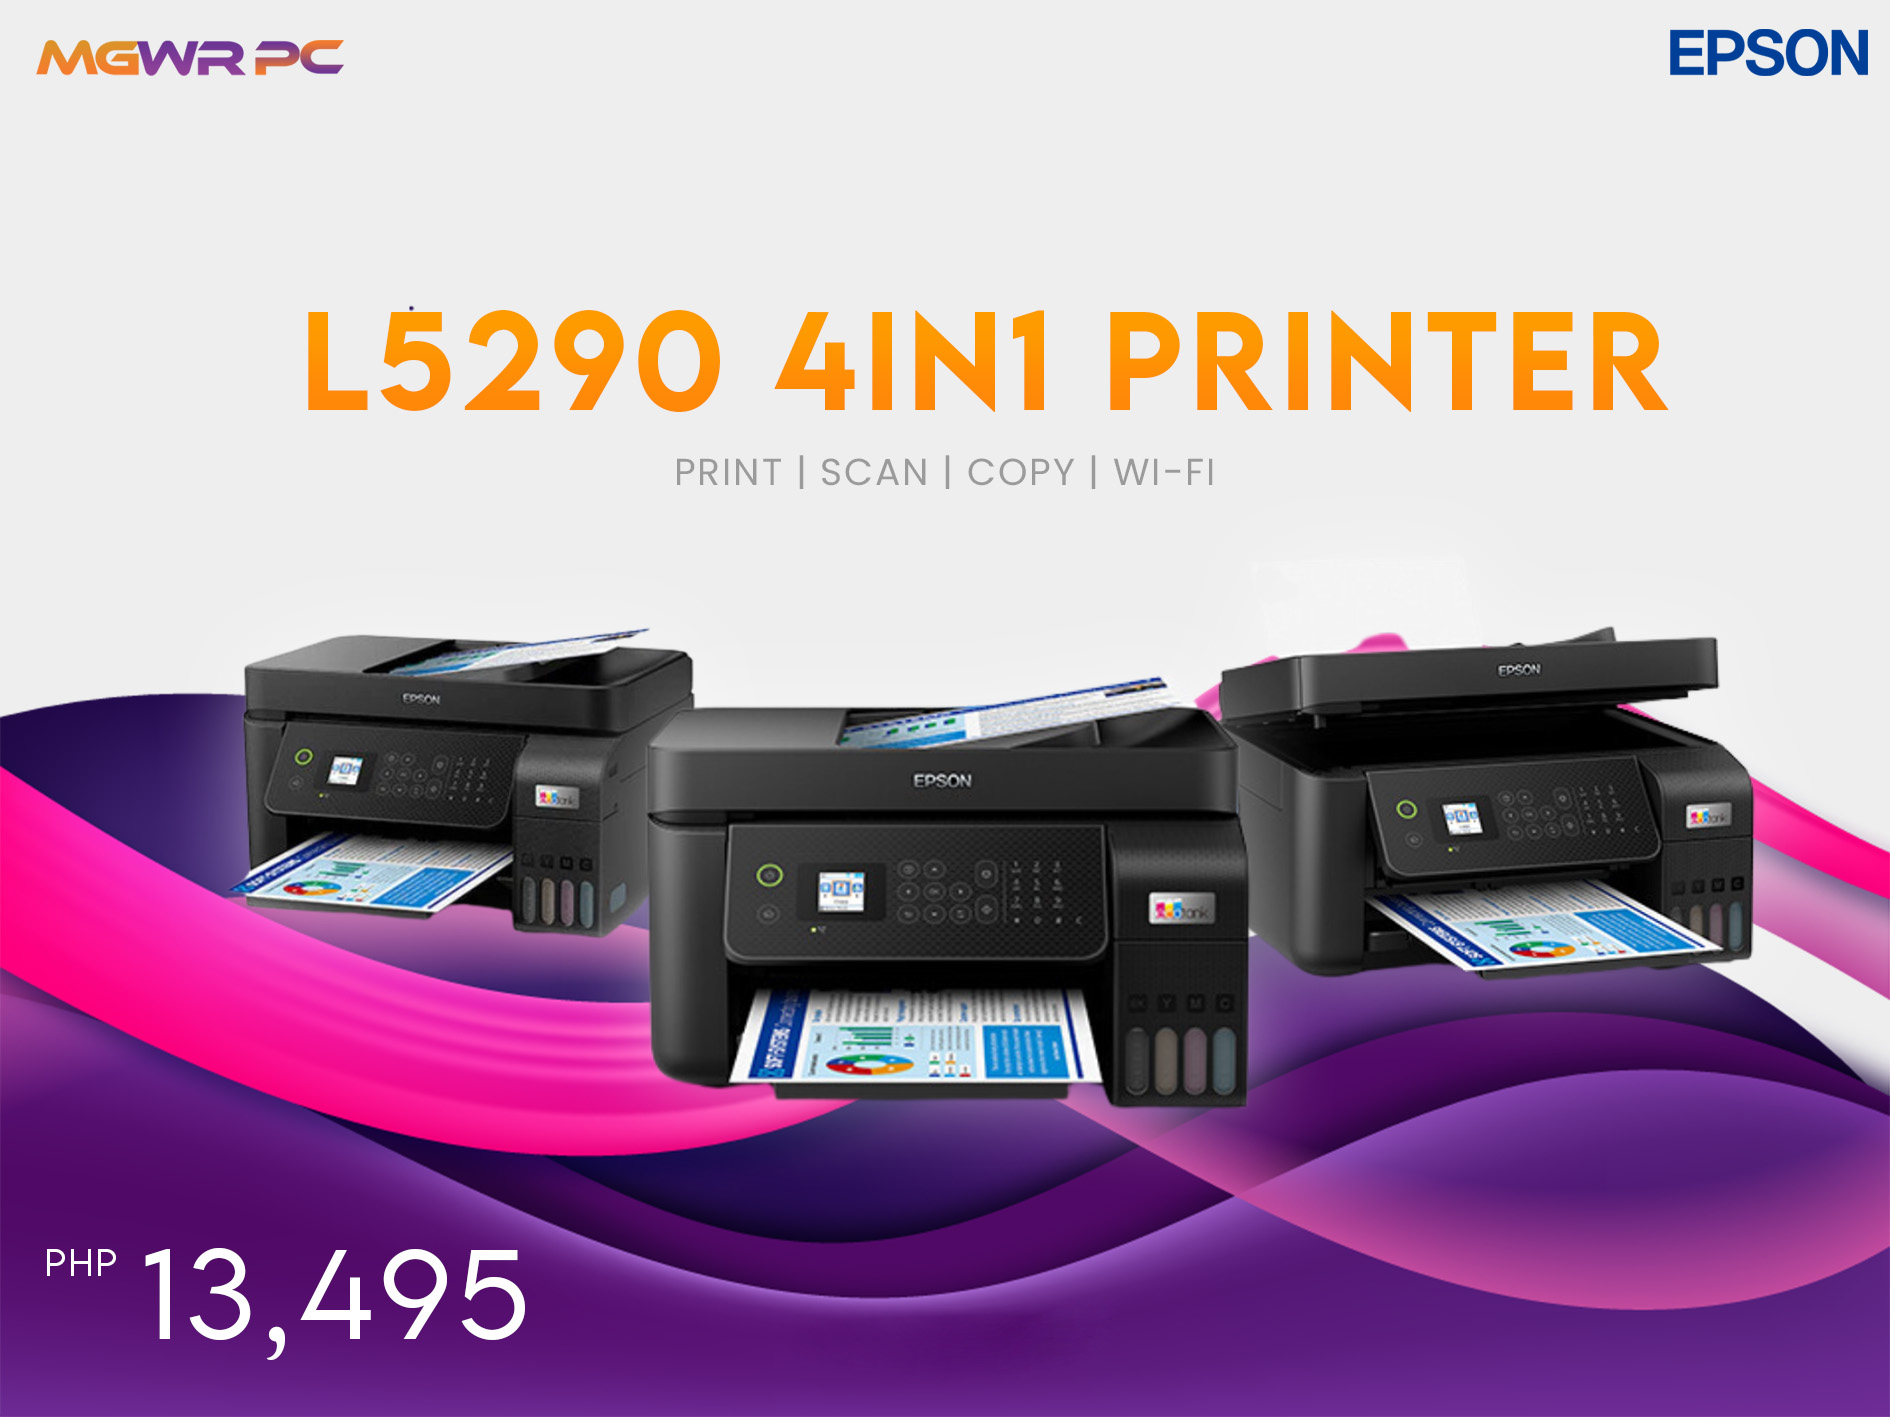 MGWR PC
EPSON
L5290 4IN1 PRINTER
PRINT | SCAN | COPY | WI-FI
EPSON
EPSON
EPSON
PHP 13,495